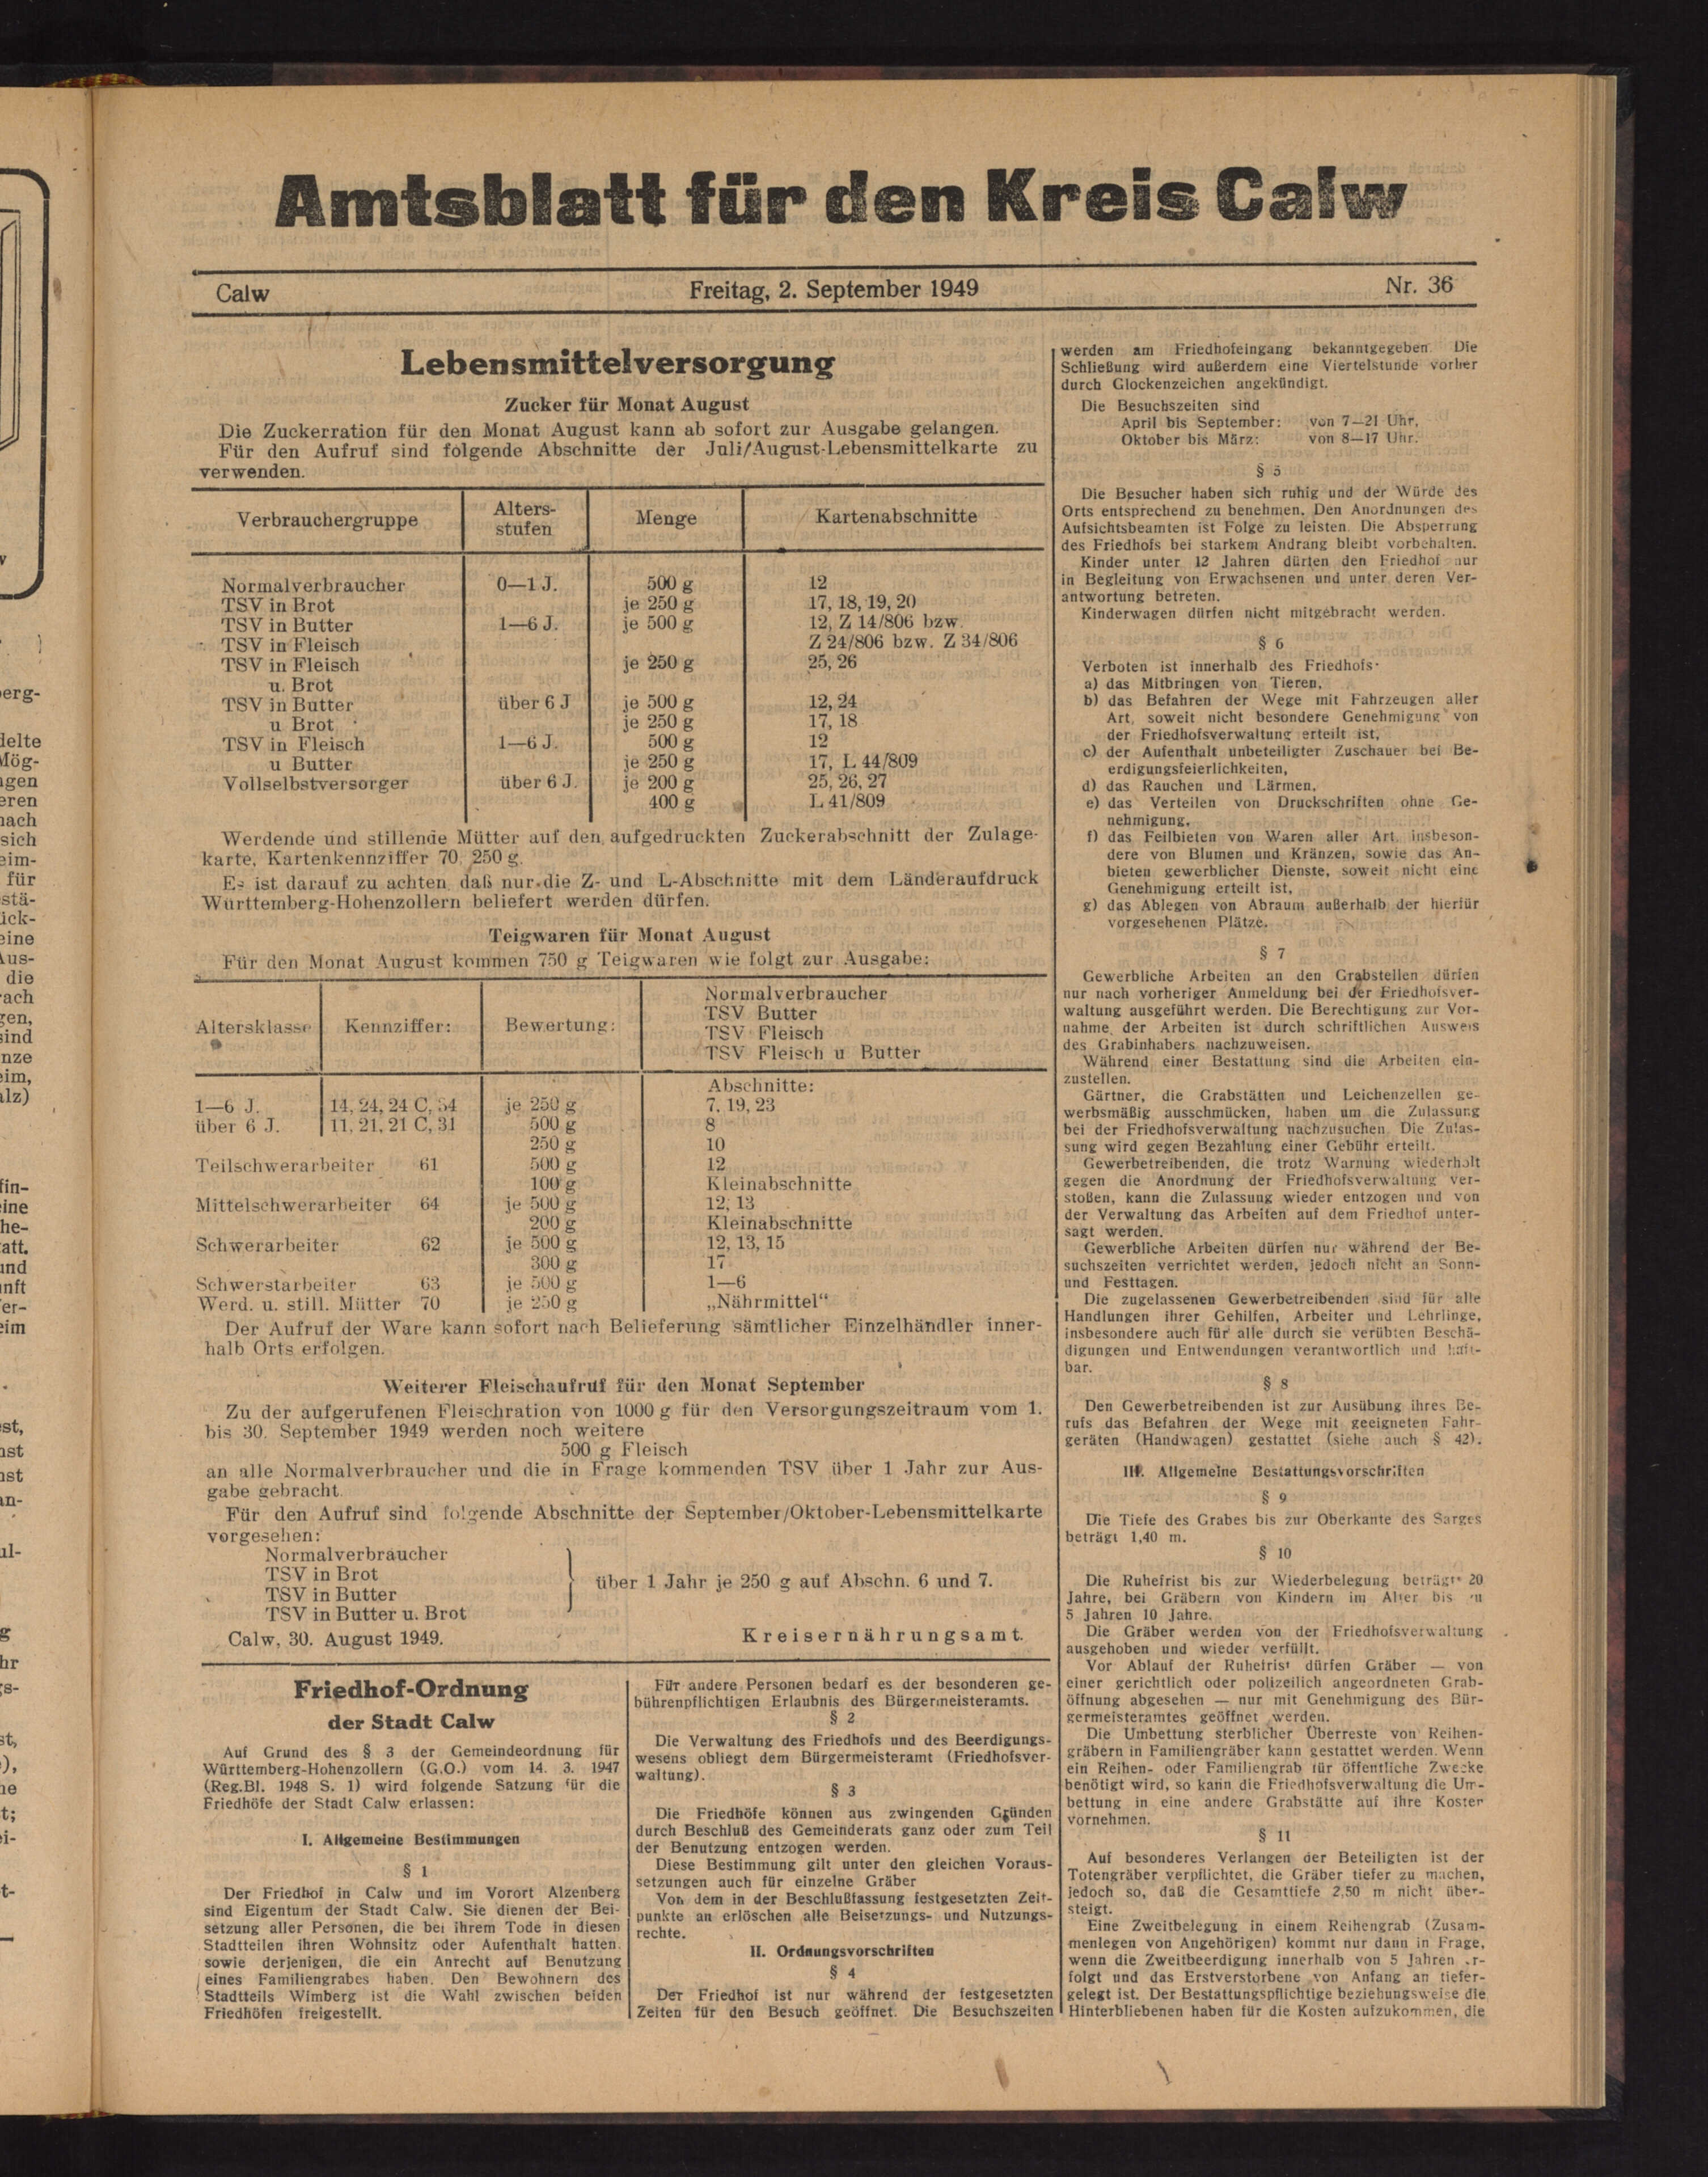 Amtsblatt für den Kreis Calw
Calw
Freitag, 2. September 1949
Nr. 36
Lebensmittelversorgung
Zucker für Monat August
Die Zuckerration für den Monat August kann ab sofort zur Ausgabe gelangen.
Für den Aufruf sind folgende Abschnitte der Juli/August-Lebensmittelkarte zu
verwenden.
Verbrauchergruppe Alters- Menge Kartenabschnitte
stufen
Normalverbraucher 0—1 J. 500 g 12
TSV in Brot je 250 g 17, 18, 19, 20
TSV in Butter 1—6 J. je 500 g 12, Z 14/806 bzw.
TSV in Fleisch Z 24/806 bzw. Z 34/806
TSV in Fleisch je 250 g 25, 26
u. Brot
TSV in Butter über 6 J je 500 g 12, 24
u Brot je 250 g 17, 18
TSV in Fleisch 1—6 J. 500 g 12
u Butter je 250 g 17, L 44/809
Vollselbstversorger über 6 J. je 200 g 25, 26, 27
400 g L 41/809
Werdende und stillende Mütter auf den aufgedruckten Zuckerabschnitt der Zulage-
karte, Kartenkennziffer 70, 250 g.
Es ist darauf zu achten, daß nur die Z- und L-Abschnitte mit dem Länderaufdruck
Württemberg-Hohenzollern beliefert werden dürfen.
Teigwaren für Monat August
Für den Monat August kommen 750 g Teigwaren wie folgt zur Ausgabe:
Altersklasse Kennziffer: Bewertung:
Normalverbraucher
TSV Butter
TSV Fleisch
TSV Fleisch u Butter
Abschnitte:
1—6 J. 14, 24, 24 C, 34 je 250 g 7, 19, 23
über 6 J. 11, 21, 21 C, 31 500 g 8
250 g 10
Teilschwerarbeiter 61 500 g 12
100 g Kleinabschnitte
Mittelschwerarbeiter 64 je 500 g 12, 13
200 g Kleinabschnitte
Schwerarbeiter 62 je 500 g 12, 13, 15
300 g 17
Schwerstarbeiter 63 je 500 g 1—6
Werd. u. still. Mütter 70 je 250 g „Nährmittel“
Der Aufruf der Ware kann sofort nach Belieferung sämtlicher Einzelhändler inner-
halb Orts erfolgen.
Weiterer Fleischaufruf für den Monat September
Zu der aufgerufenen Fleischration von 1000 g für den Versorgungszeitraum vom 1.
bis 30. September 1949 werden noch weitere
500 g Fleisch
an alle Normalverbraucher und die in Frage kommenden TSV über 1 Jahr zur Aus-
gabe gebracht.
Für den Aufruf sind folgende Abschnitte der September/Oktober-Lebensmittelkarte
vorgesehen:
Normalverbraucher
TSV in Brot
TSV in Butter
TSV in Butter u. Brot
über 1 Jahr je 250 g auf Abschn. 6 und 7.
Calw, 30. August 1949.
Kreisernährungsamt.
Friedhof-Ordnung
der Stadt Calw
Auf Grund des § 3 der Gemeindeordnung für
Württemberg-Hohenzollern (G.O.) vom 14. 3. 1947
(Reg.Bl. 1948 S. 1) wird folgende Satzung für die
Friedhöfe der Stadt Calw erlassen:
I. Allgemeine Bestimmungen
§ 1
Der Friedhof in Calw und im Vorort Alzenberg
sind Eigentum der Stadt Calw. Sie dienen der Bei-
setzung aller Personen, die bei ihrem Tode in diesen
Stadtteilen ihren Wohnsitz oder Aufenthalt hatten,
sowie derjenigen, die ein Anrecht auf Benutzung
eines Familiengrabes haben. Den Bewohnern des
Stadtteils Wimberg ist die Wahl zwischen beiden
Friedhöfen freigestellt.
Für andere Personen bedarf es der besonderen ge-
bührenpflichtigen Erlaubnis des Bürgermeisteramts.
§ 2
Die Verwaltung des Friedhofs und des Beerdigungs-
wesens obliegt dem Bürgermeisteramt (Friedhofsver-
waltung).
§ 3
Die Friedhöfe können aus zwingenden Gründen
durch Beschluß des Gemeinderats ganz oder zum Teil
der Benutzung entzogen werden.
Diese Bestimmung gilt unter den gleichen Voraus-
setzungen auch für einzelne Gräber
Von dem in der Beschlußfassung festgesetzten Zeit-
punkte an erlöschen alle Beisetzungs- und Nutzungs-
rechte.
II. Ordnungsvorschriften
§ 4
Der Friedhof ist nur während der festgesetzten
Zeiten für den Besuch geöffnet. Die Besuchszeiten
werden am Friedhofeingang bekanntgegeben. Die
Schließung wird außerdem eine Viertelstunde vorher
durch Glockenzeichen angekündigt.
Die Besuchszeiten sind
April bis September: von 7—21 Uhr,
Oktober bis März: von 8—17 Uhr.
§ 5
Die Besucher haben sich ruhig und der Würde des
Orts entsprechend zu benehmen. Den Anordnungen des
Aufsichtsbeamten ist Folge zu leisten. Die Absperrung
des Friedhofs bei starkem Andrang bleibt vorbehalten.
Kinder unter 12 Jahren dürfen den Friedhof nur
in Begleitung von Erwachsenen und unter deren Ver-
antwortung betreten.
Kinderwagen dürfen nicht mitgebracht werden.
§ 6
Verboten ist innerhalb des Friedhofs·
a) das Mitbringen von Tieren,
b) das Befahren der Wege mit Fahrzeugen aller
Art, soweit nicht besondere Genehmigung von
der Friedhofsverwaltung erteilt ist,
c) der Aufenthalt unbeteiligter Zuschauer bei Be-
erdigungsfeierlichkeiten,
d) das Rauchen und Lärmen,
e) das Verteilen von Druckschriften ohne Ge-
nehmigung,
f) das Feilbieten von Waren aller Art, insbeson-
dere von Blumen und Kränzen, sowie das An-
bieten gewerblicher Dienste, soweit nicht eine
Genehmigung erteilt ist,
g) das Ablegen von Abraum außerhalb der hierfür
vorgesehenen Plätze.
§ 7
Gewerbliche Arbeiten an den Grabstellen dürfen
nur nach vorheriger Anmeldung bei der Friedhofsver-
waltung ausgeführt werden. Die Berechtigung zur Vor-
nahme der Arbeiten ist durch schriftlichen Ausweis
des Grabinhabers nachzuweisen.
Während einer Bestattung sind die Arbeiten ein-
zustellen.
Gärtner, die Grabstätten und Leichenzellen ge-
werbsmäßig ausschmücken, haben um die Zulassung
bei der Friedhofsverwaltung nachzusuchen. Die Zulas-
sung wird gegen Bezahlung einer Gebühr erteilt.
Gewerbetreibenden, die trotz Warnung wiederholt
gegen die Anordnung der Friedhofsverwaltung ver-
stoßen, kann die Zulassung wieder entzogen und von
der Verwaltung das Arbeiten auf dem Friedhof unter-
sagt werden.
Gewerbliche Arbeiten dürfen nur während der Be-
suchszeiten verrichtet werden, jedoch nicht an Sonn-
und Festtagen.
Die zugelassenen Gewerbetreibenden sind für alle
Handlungen ihrer Gehilfen, Arbeiter und Lehrlinge,
insbesondere auch für alle durch sie verübten Beschä-
digungen und Entwendungen verantwortlich und haft-
bar.
§ 8
Den Gewerbetreibenden ist zur Ausübung ihres Be-
rufs das Befahren der Wege mit geeigneten Fahr-
geräten (Handwagen) gestattet (siehe auch § 42).
III. Allgemeine Bestattungsvorschriften
§ 9
Die Tiefe des Grabes bis zur Oberkante des Sarges
beträgt 1,40 m.
§ 10
Die Ruhefrist bis zur Wiederbelegung beträgt 20
Jahre, bei Gräbern von Kindern im Alter bis zu
5 Jahren 10 Jahre.
Die Gräber werden von der Friedhofsverwaltung
ausgehoben und wieder verfüllt.
Vor Ablauf der Ruhefrist dürfen Gräber — von
einer gerichtlich oder polizeilich angeordneten Grab-
öffnung abgesehen — nur mit Genehmigung des Bür-
germeisteramtes geöffnet werden.
Die Umbettung sterblicher Überreste von Reihen-
gräbern in Familiengräber kann gestattet werden. Wenn
ein Reihen- oder Familiengrab für öffentliche Zwecke
benötigt wird, so kann die Friedhofsverwaltung die Um-
bettung in eine andere Grabstätte auf ihre Kosten
vornehmen.
§ 11
Auf besonderes Verlangen der Beteiligten ist der
Totengräber verpflichtet, die Gräber tiefer zu machen,
jedoch so, daß die Gesamttiefe 2,50 m nicht über-
steigt.
Eine Zweitbelegung in einem Reihengrab (Zusam-
menlegen von Angehörigen) kommt nur dann in Frage,
wenn die Zweitbeerdigung innerhalb von 5 Jahren er-
folgt und das Erstverstorbene von Anfang an tiefer-
gelegt ist. Der Bestattungspflichtige beziehungsweise die
Hinterbliebenen haben für die Kosten aufzukommen, die